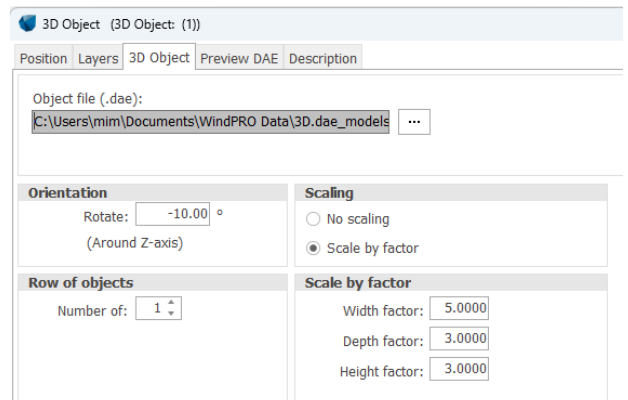 3D Object (3D Object: (1))
Position Layers 3D Object Preview DAE Description
Object file (.dae):
C:\Users\mim\Documents\WindPRO Data\3D.dae_models ...
Orientation
Rotate: -10.00 °
(Around Z-axis)
Scaling
No scaling
Scale by factor
Row of objects
Number of: 1
Scale by factor
Width factor: 5.0000
Depth factor: 3.0000
Height factor: 3.0000